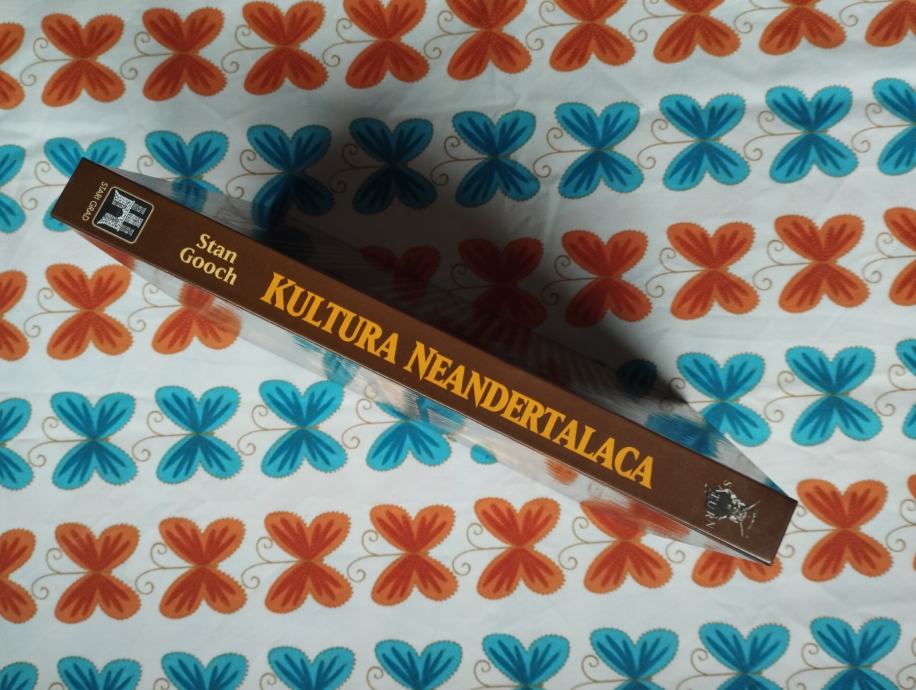 STARI GRAD
Stan
Gooch
KULTURA NEANDERTALACA
SATURN